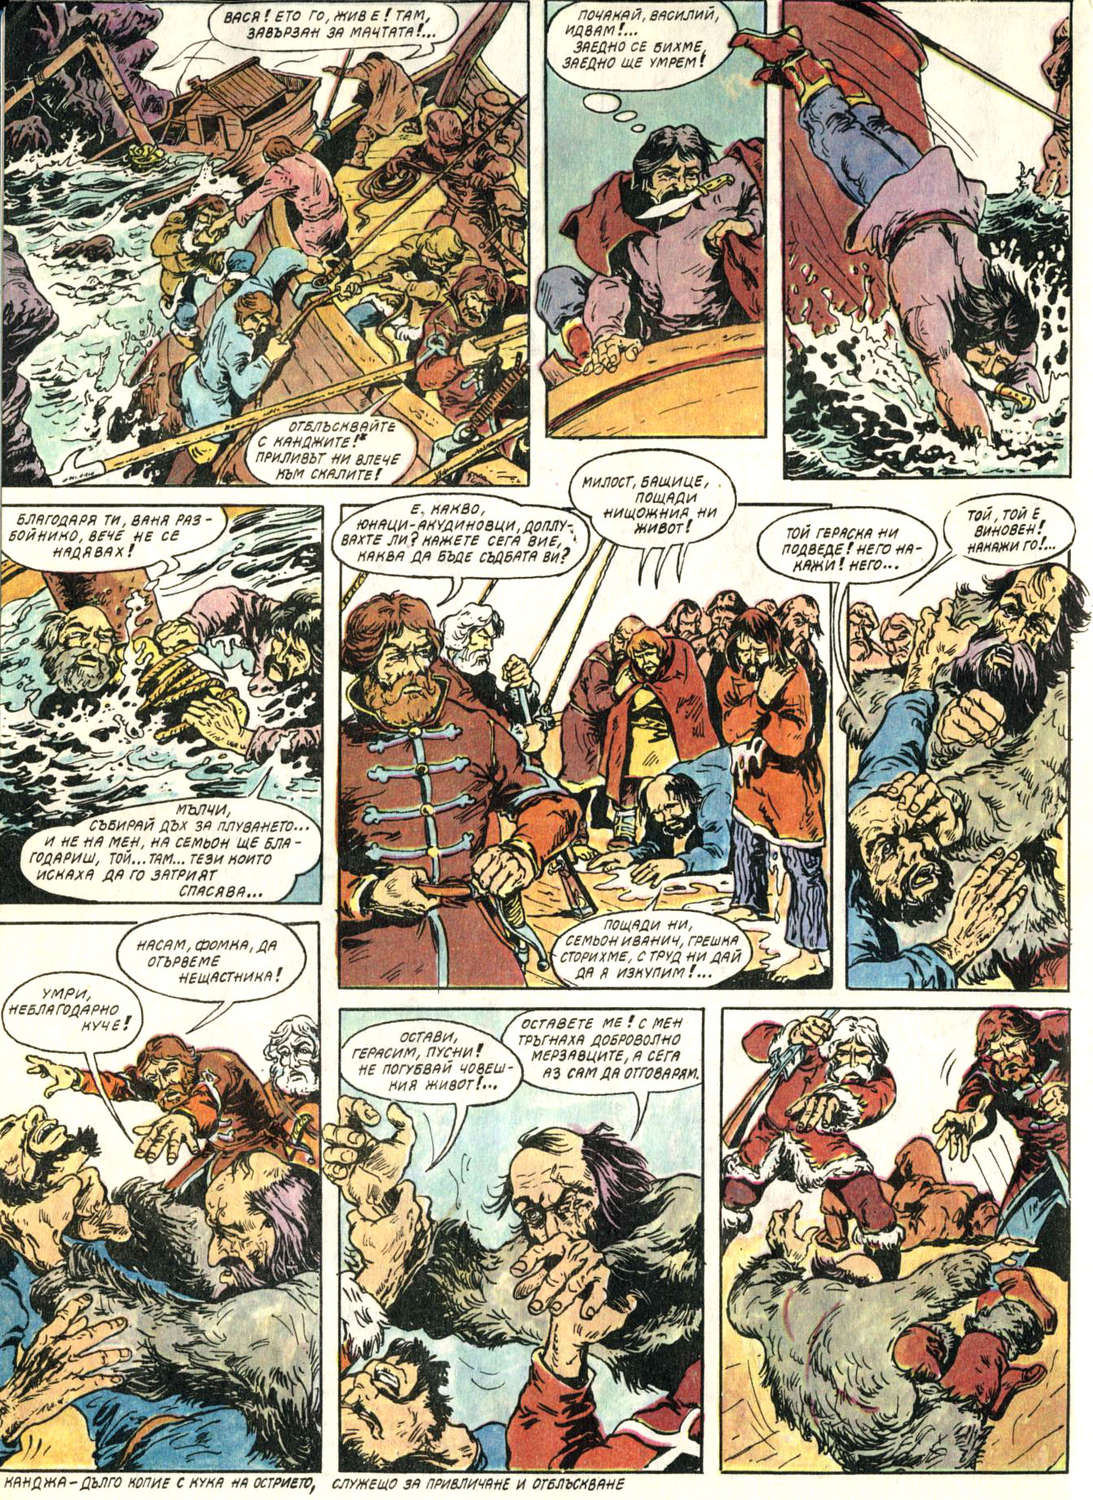 ВАСЯ! ЕТО ГО, ЖИВ Е! ТАМ,
ЗАВЪРЗАН ЗА МАЧТАТА!...
ОТБЛЪСКВАЙТЕ
С КАНДЖИТЕ!*
ПРИЛИВЪТ НИ ВЛЕЧЕ
КЪМ СКАЛИТЕ!
ПОЧАКАЙ, ВАСИЛИЙ,
ИДВАМ!...
ЗАЕДНО СЕ БИХМЕ,
ЗАЕДНО ЩЕ УМРЕМ!
БЛАГОДАРЯ ТИ, ВАНЯ РАЗ-
БОЙНИКО, ВЕЧЕ НЕ СЕ
НАДЯВАХ!
МЪЛЧИ,
СЪБИРАЙ ДЪХ ЗА ПЛУВАНЕТО...
И НЕ НА МЕН, НА СЕМЬОН ЩЕ БЛА-
ГОДАРИШ, ТОЙ... ТАМ... ТЕЗИ КОИТО
ИСКАХА ДА ГО ЗАТРИЯТ
СПАСЯВА...
Е, КАКВО,
ЮНАЦИ-АКУДИНОВЦИ, ДОПЛУ-
ВАХТЕ ЛИ? КАЖЕТЕ СЕГА ВИЕ,
КАКВА ДА БЪДЕ СЪДБАТА ВИ?
МИЛОСТ, БАЩИЦЕ,
ПОЩАДИ
НИЩОЖНИЯ НИ
ЖИВОТ!
ПОЩАДИ НИ,
СЕМЬОН ИВАНИЧ, ГРЕШКА
СТОРИХМЕ, С ТРУД НИ ДАЙ
ДА Я ИЗКУПИМ!...
ТОЙ ГЕРАСКА НИ
ПОДВЕДЕ! НЕГО НА-
КАЖИ! НЕГО...
ТОЙ, ТОЙ Е
ВИНОВЕН!
НАКАЖИ ГО!...
НАСАМ, ФОМКА, ДА
ОТЪРВЕМЕ
НЕЩАСТНИКА!
УМРИ,
НЕБЛАГОДАРНО
КУЧЕ!
ОСТАВИ,
ГЕРАСИМ, ПУСНИ!
НЕ ПОГУБВАЙ ЧОВЕШ-
КИЯ ЖИВОТ!...
ОСТАВЕТЕ МЕ! С МЕН
ТРЪГНАХА ДОБРОВОЛНО
МЕРЗАВЦИТЕ, А СЕГА
АЗ САМ ДА ОТГОВАРЯМ.
КАНДЖА – ДЪЛГО КОПИЕ С КУКА НА ОСТРИЕТО, СЛУЖЕЩО ЗА ПРИВЛИЧАНЕ И ОТБЛЪСКВАНЕ